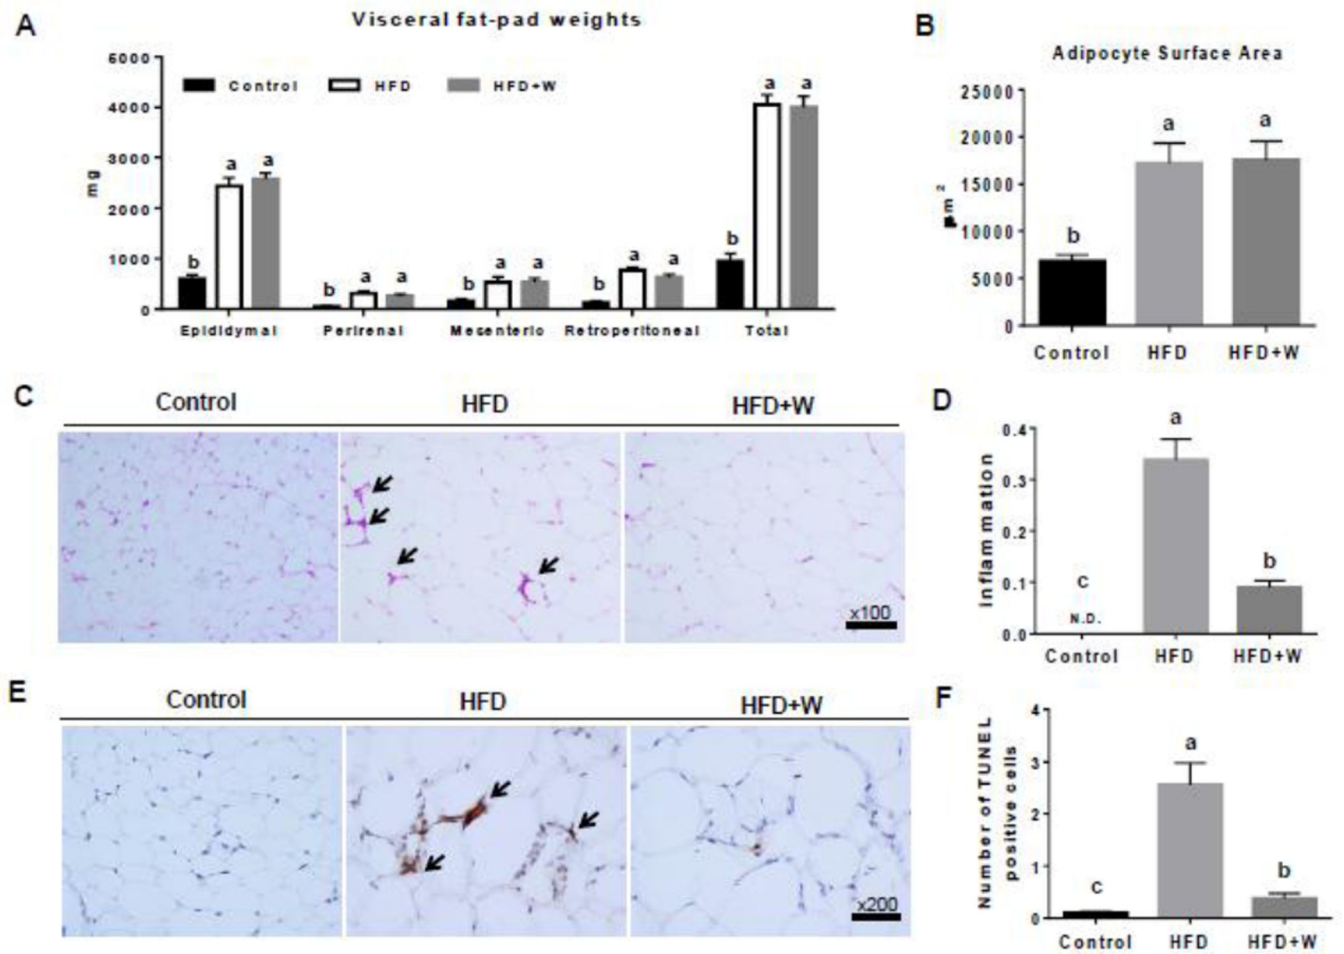 A
Visceral fat-pad weights
5000
4000
3000
2000
1000
0
mg
Control HFD HFD+W
b a a
b a a
b a a
b a a
b a a
Epididymal Perirenal Mesenteric Retroperitoneal Total
B
Adipocyte Surface Area
25000
20000
15000
10000
5000
0
µm²
b a a
Control HFD HFD+W
C
Control HFD HFD+W
x100
D
Inflammation
0.4
0.3
0.2
0.1
0.0
c a b
N.D.
Control HFD HFD+W
E
Control HFD HFD+W
x200
F
Number of TUNEL
positive cells
4
3
2
1
0
c a b
Control HFD HFD+W